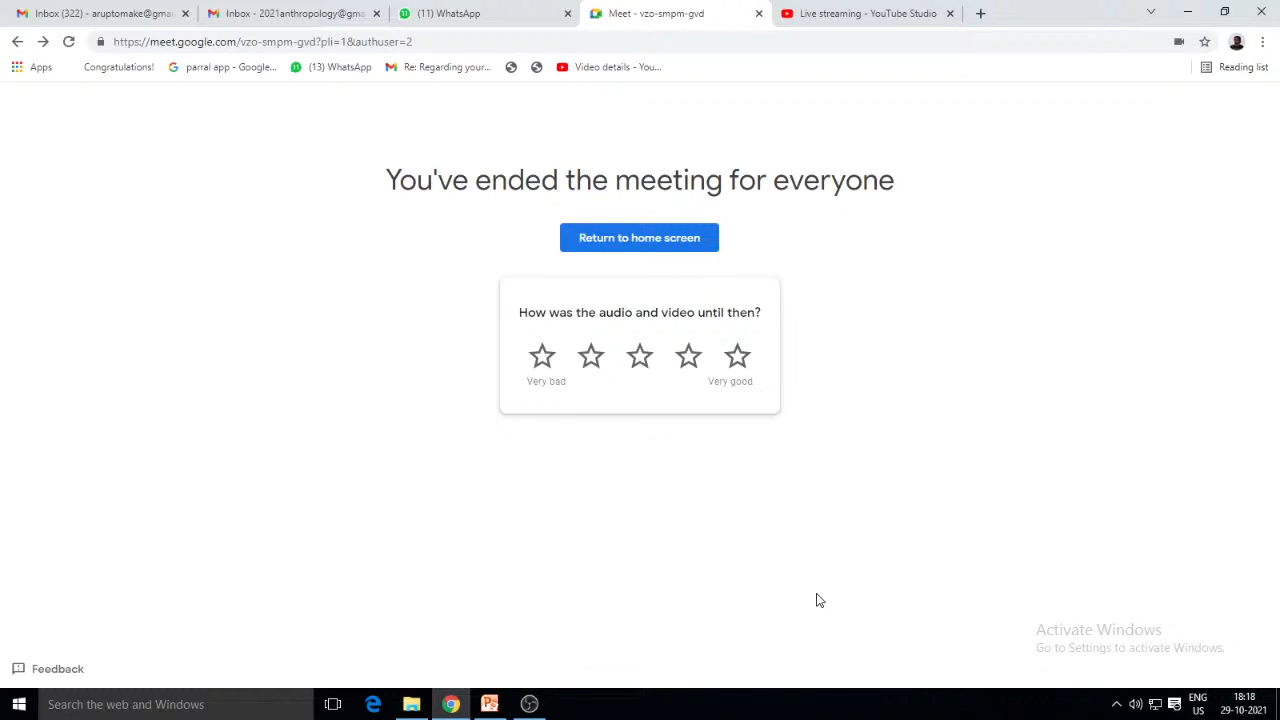 Inbox (322) - aruptomake@gma
Inbox - 2021anthropology@gma
(11) WhatsApp
Meet - vzo-smpm-gvd
Live streaming - YouTube Studio
https://meet.google.com/vzo-smpm-gvd?pli=1&authuser=2
Apps
Congratulations!
parral app - Google...
(13) WhatsApp
Re: Regarding your...
Video details - You...
Reading list
You've ended the meeting for everyone
Return to home screen
How was the audio and video until then?
Very bad
Very good
Activate Windows
Go to Settings to activate Windows.
Feedback
Search the web and Windows
ENG
US
18:18
29-10-2021